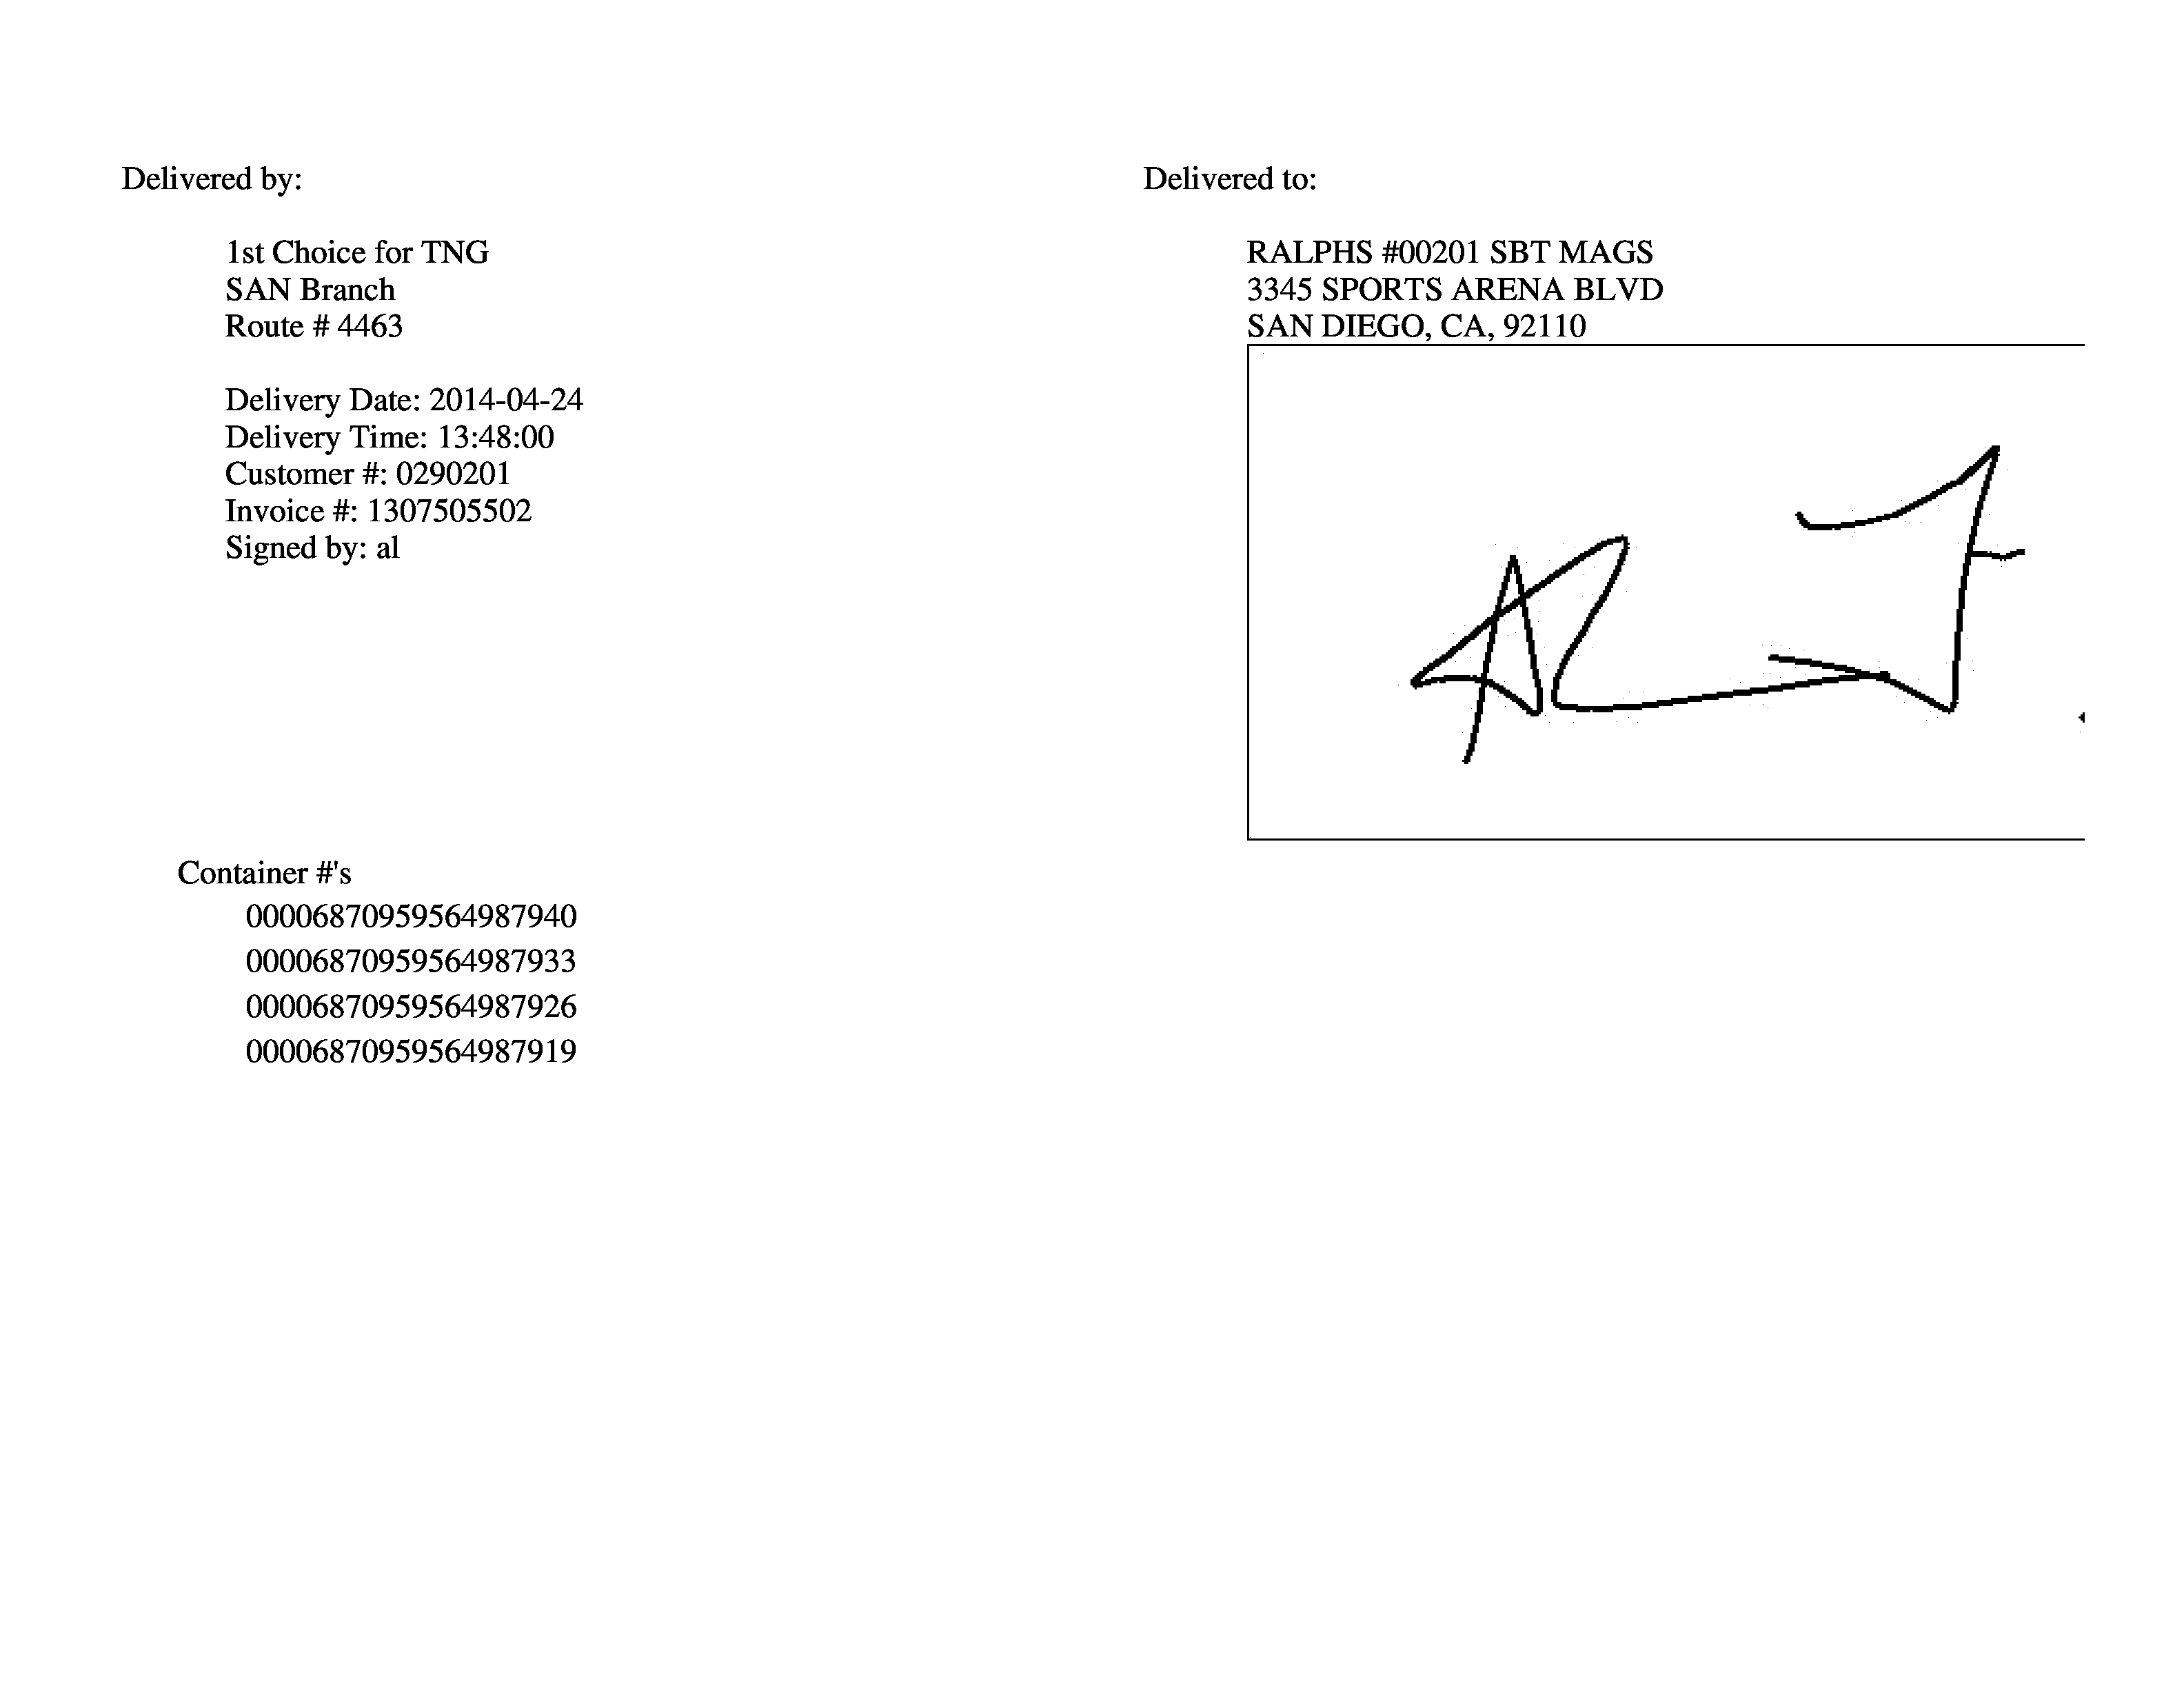 Delivered by:
1st Choice for TNG
SAN Branch
Route # 4463
Delivery Date: 2014-04-24
Delivery Time: 13:48:00
Customer #: 0290201
Invoice #: 1307505502
Signed by: al
Delivered to:
RALPHS #00201 SBT MAGS
3345 SPORTS ARENA BLVD
SAN DIEGO, CA, 92110
Container #'s
00006870959564987940
00006870959564987933
00006870959564987926
00006870959564987919